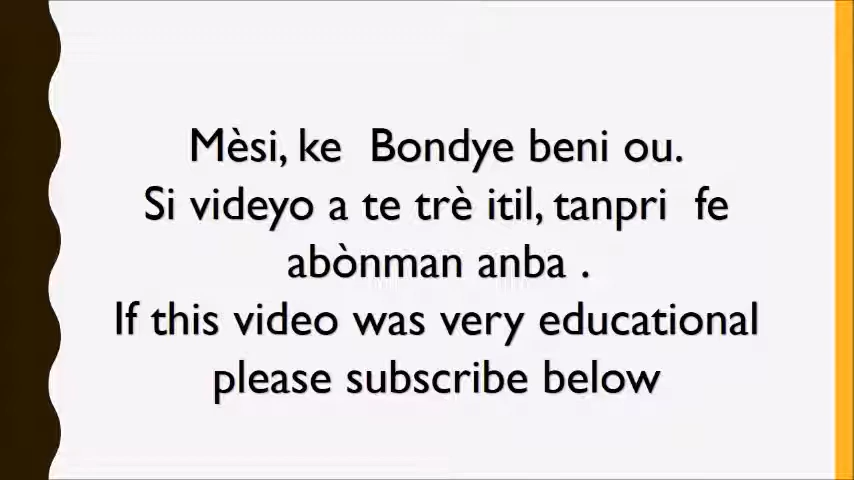 Mèsi, ke  Bondye beni ou.
Si videyo a te trè itil, tanpri  fe
abònman anba .
If this video was very educational
please subscribe below